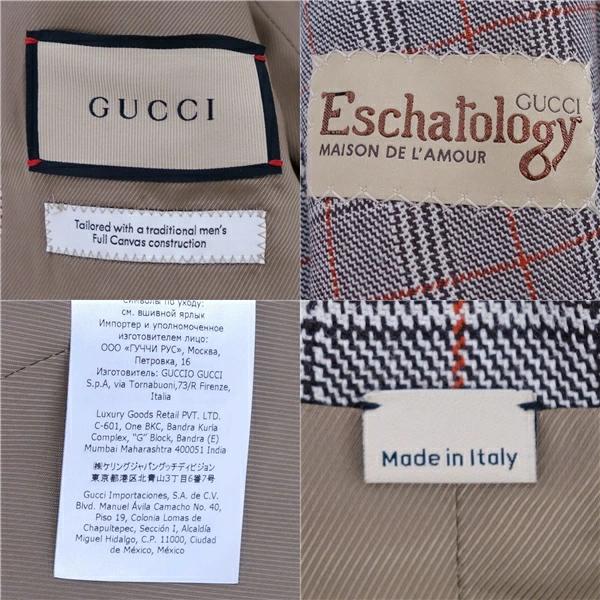 GUCCI
Tailored with a traditional men's
Full Canvas construction
GUCCI
Eschatology
MAISON DE L'AMOUR
Символы по уходу:
см. вшивной ярлык
Импортер и уполномоченное
изготовителем лицо:
ООО «ГУЧЧИ РУС», Москва,
Петровка, 16
Изготовитель: GUCCIO GUCCI
S.p.A, via Tornabuoni,73/R Firenze,
Italia
Luxury Goods Retail PVT. LTD.
C-601, One BKC, Bandra Kurla
Complex, "G" Block, Bandra (E)
Mumbai Maharashtra 400051 India
㈱ケリングジャパングッチディビジョン
東京都港区北青山3丁目6番7号
Gucci Importaciones, S.A. de C.V.
Blvd. Manuel Ávila Camacho No. 40,
Piso 19, Colonia Lomas de
Chapultepec, Sección I, Alcaldía
Miguel Hidalgo, C.P. 11000, Ciudad
de México, México
Made in Italy